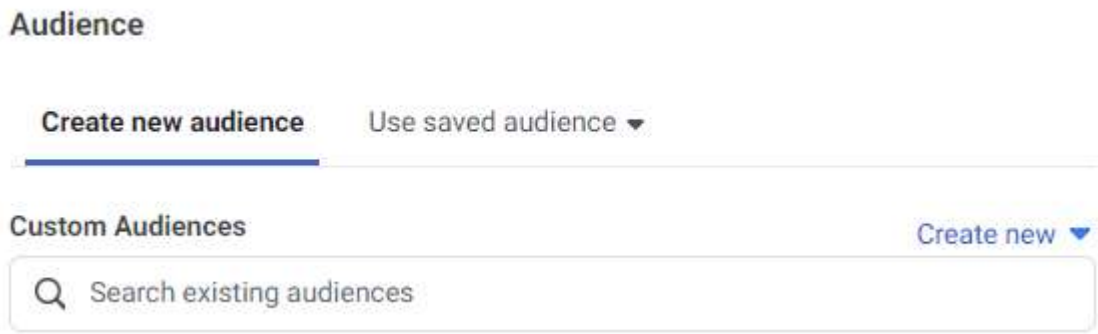 Audience
Create new audience Use saved audience
Custom Audiences Create new
Search existing audiences